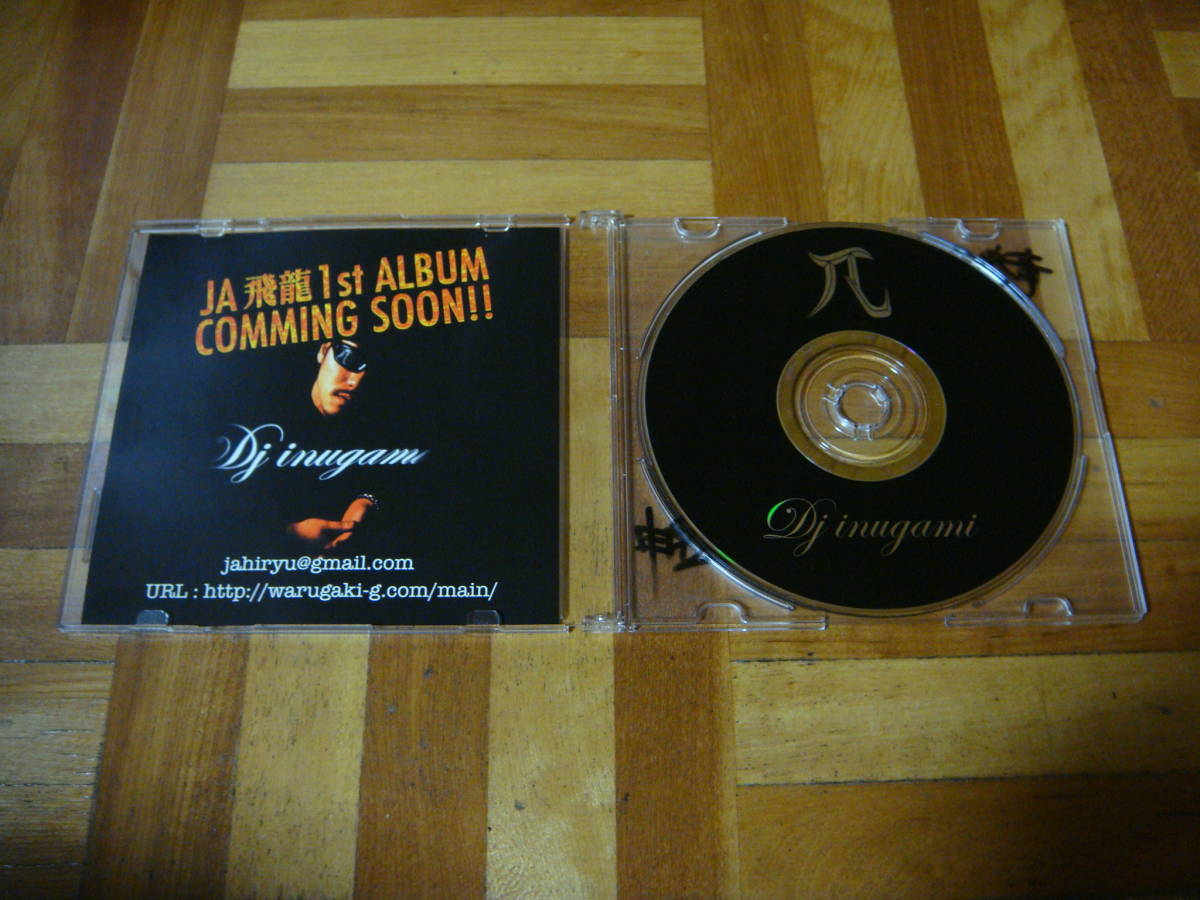 JA 飛龍 1st ALBUM
COMMING SOON!!
Dj inugami
jahiryu@gmail.com
URL : http://warugaki-g.com/main/
Dj inugami